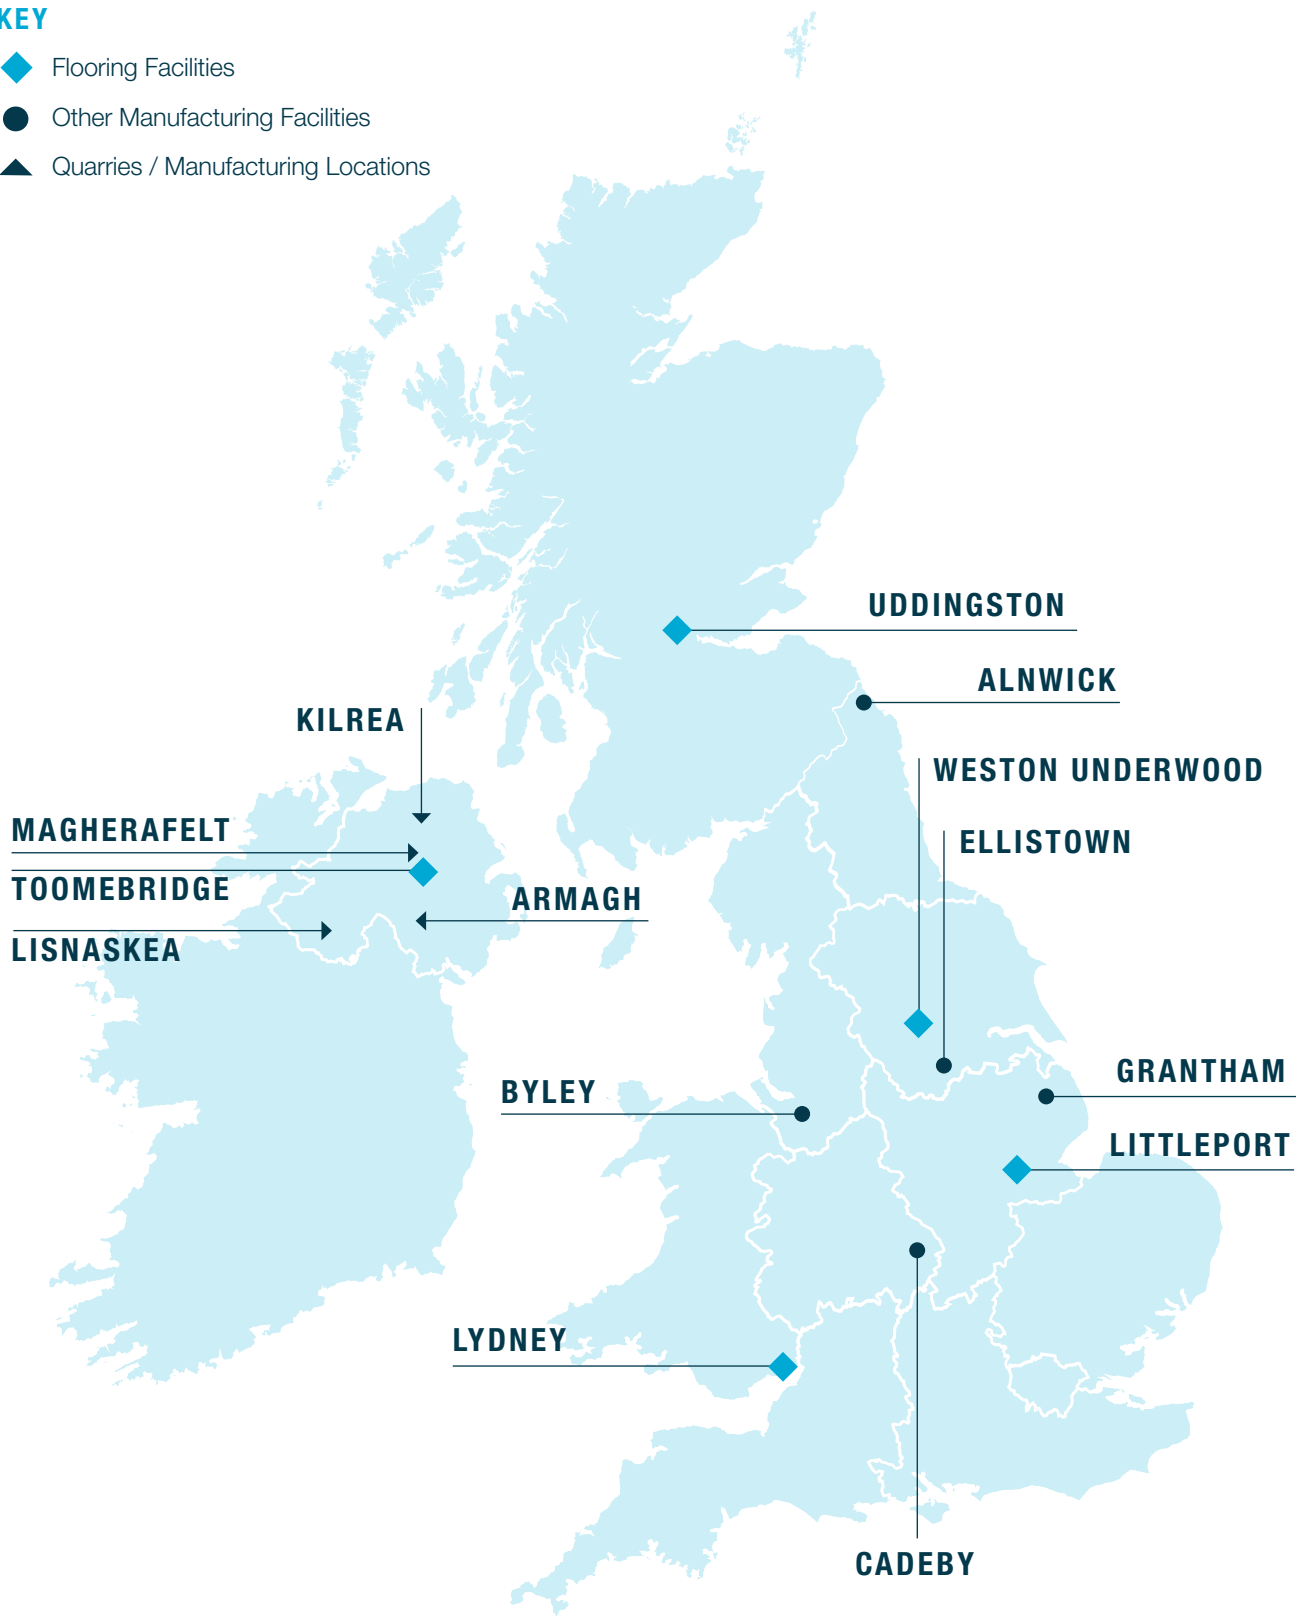 KEY
Flooring Facilities
Other Manufacturing Facilities
Quarries / Manufacturing Locations
UDDINGSTON
ALNWICK
KILREA
WESTON UNDERWOOD
MAGHERAFELT
ELLISTOWN
TOOMEBRIDGE
ARMAGH
LISNASKEA
GRANTHAM
BYLEY
LITTLEPORT
LYDNEY
CADEBY